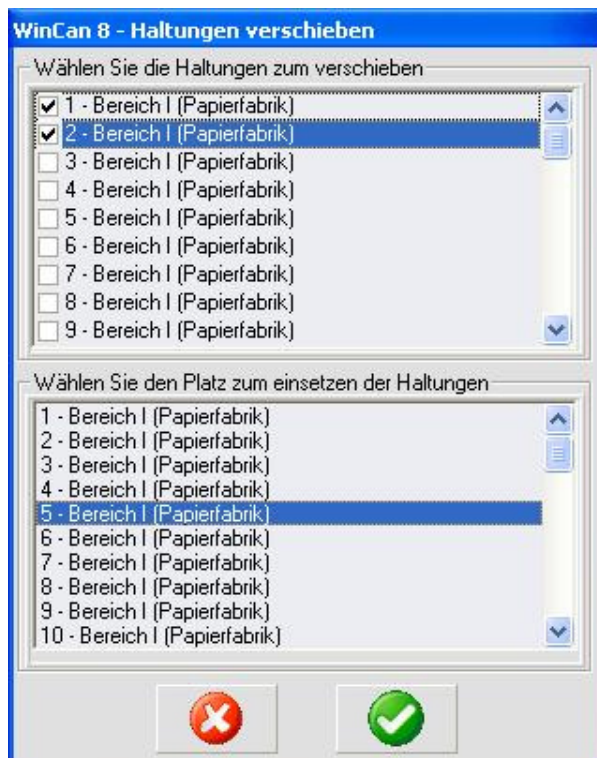 WinCan 8 - Haltungen verschieben
Wählen Sie die Haltungen zum verschieben
1 - Bereich I (Papierfabrik)
2 - Bereich I (Papierfabrik)
3 - Bereich I (Papierfabrik)
4 - Bereich I (Papierfabrik)
5 - Bereich I (Papierfabrik)
6 - Bereich I (Papierfabrik)
7 - Bereich I (Papierfabrik)
8 - Bereich I (Papierfabrik)
9 - Bereich I (Papierfabrik)
Wählen Sie den Platz zum einsetzen der Haltungen
1 - Bereich I (Papierfabrik)
2 - Bereich I (Papierfabrik)
3 - Bereich I (Papierfabrik)
4 - Bereich I (Papierfabrik)
5 - Bereich I (Papierfabrik)
6 - Bereich I (Papierfabrik)
7 - Bereich I (Papierfabrik)
8 - Bereich I (Papierfabrik)
9 - Bereich I (Papierfabrik)
10 - Bereich I (Papierfabrik)